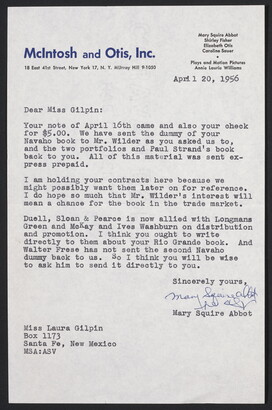 Mary Squire Abbot
Shirley Fisher
Elizabeth Otis
Caroline Sauer
•
Plays and Motion Pictures
Annie Laurie Williams
McIntosh and Otis, Inc.
18 East 41st Street, New York 17, N. Y. MUrray Hill 9-1050
April 20, 1956
Dear Miss Gilpin:
Your note of April 16th came and also your check
for $5.00. We have sent the dummy of your
Navaho book to Mr. Wilder as you asked us to,
and the two portfolios and Paul Strand's book
back to you. All of this material was sent ex-
press prepaid.
I am holding your contracts here because we
might possibly want them later on for reference.
I do hope so much that Mr. Wilder's interest will
mean a chance for the book in the trade market.
Duell, Sloan & Pearce is now allied with Longmans
Green and McKay and Ives Washburn on distribution
and promotion. I think you ought to write
directly to them about your Rio Grande book. And
Walter Frese has not sent the second Navaho
dummy back to us. So I think you will be wise
to ask him to send it directly to you.
Sincerely yours,
Mary Squire Abbot
Mary Squire Abbot
Miss Laura Gilpin
Box 1173
Santa Fe, New Mexico
MSA:ASV